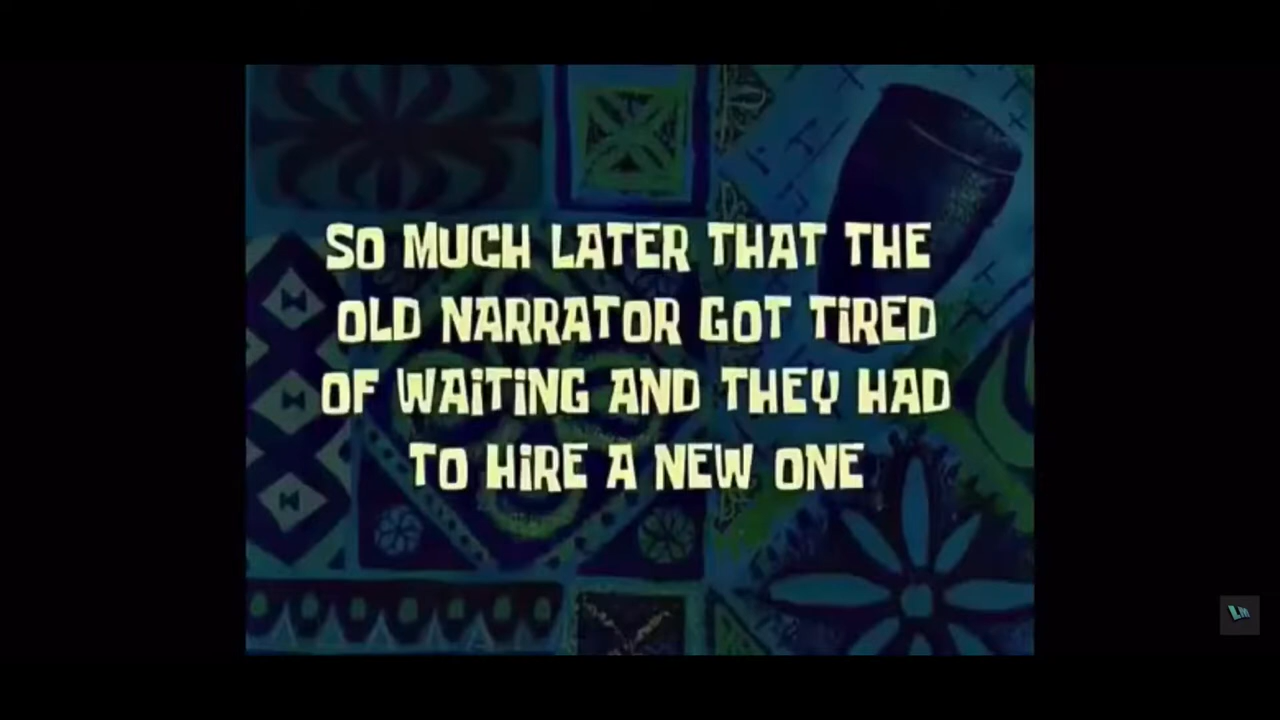 SO MUCH LATER THAT THE
OLD NARRATOR GOT TiRED
OF WAiTiNG AND THEY HAD
TO HiRE A NEW ONE